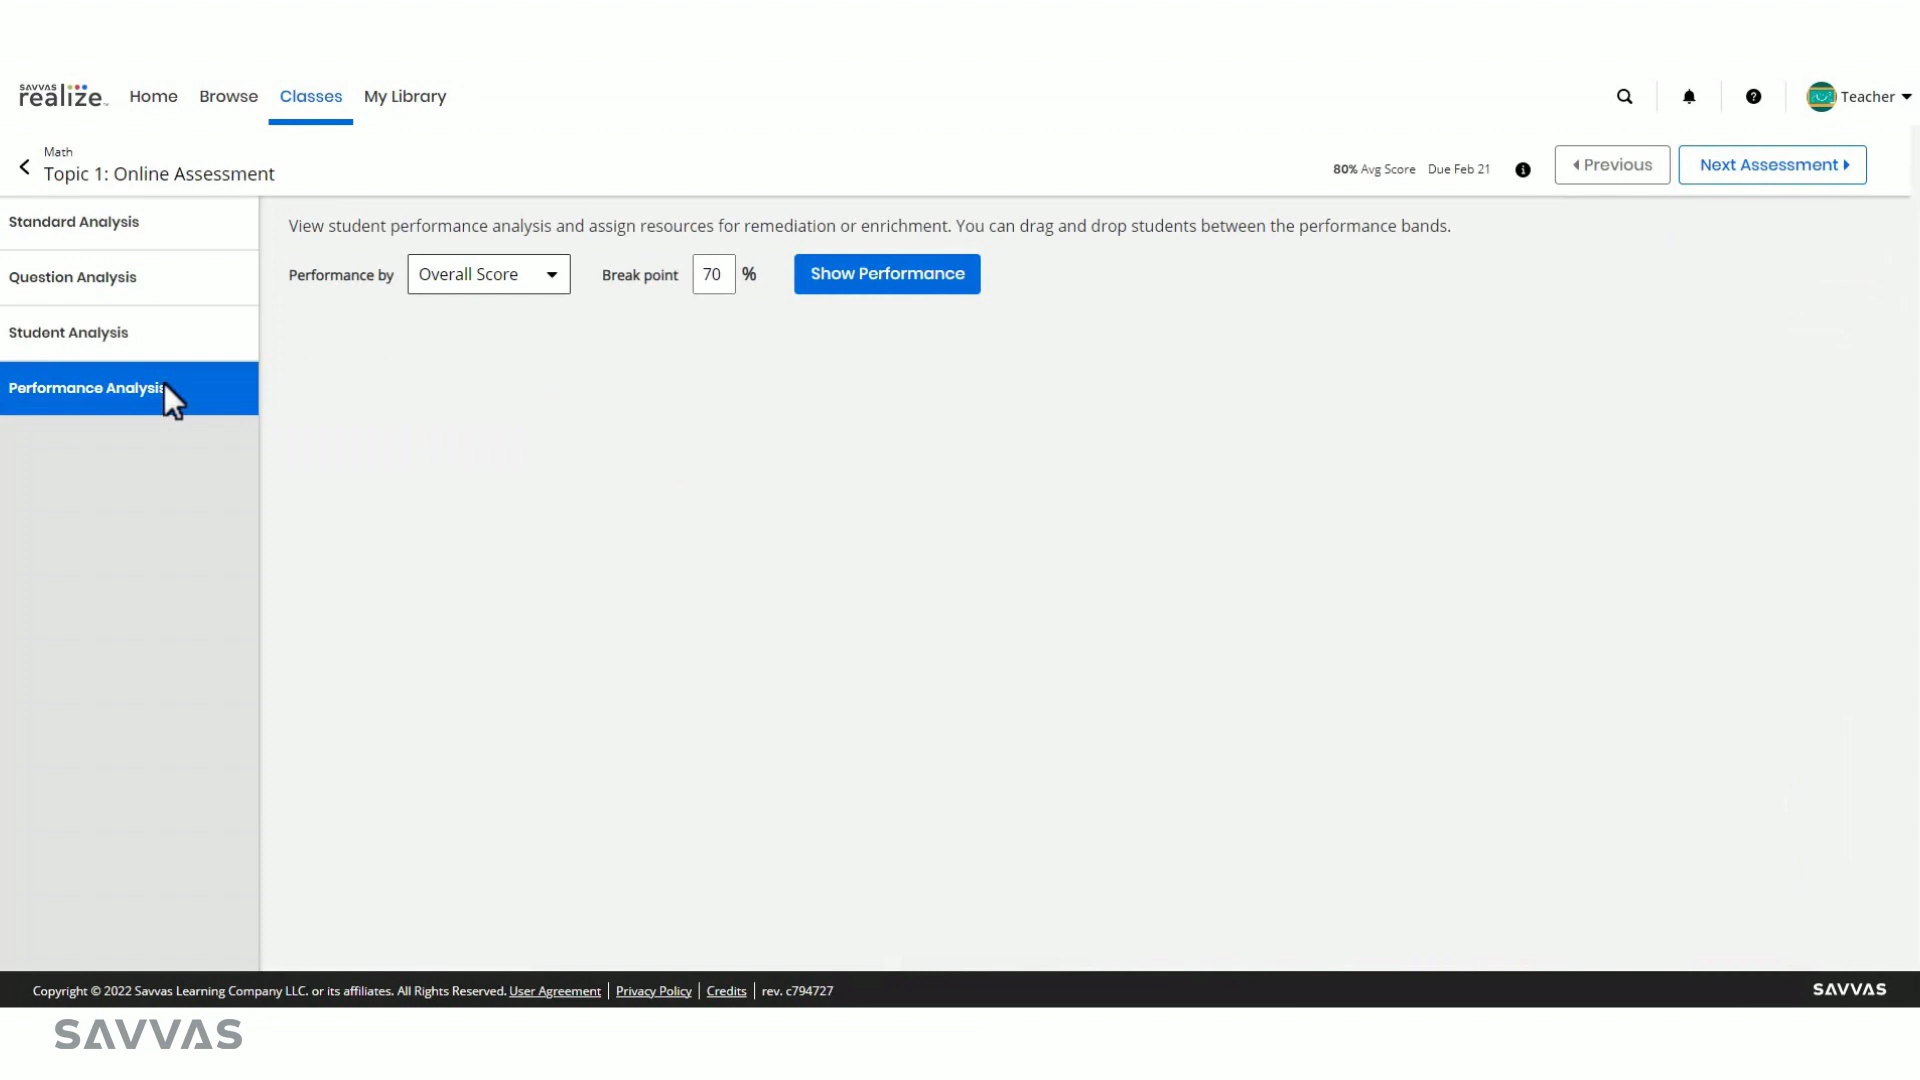 SAVVAS
realize™ Home Browse Classes My Library Teacher
Math
Topic 1: Online Assessment
80% Avg Score Due Feb 21 Previous Next Assessment
Standard Analysis
Question Analysis
Student Analysis
Performance Analysis
View student performance analysis and assign resources for remediation or enrichment. You can drag and drop students between the performance bands.
Performance by Overall Score Break point 70 % Show Performance
Copyright © 2022 Savvas Learning Company LLC. or its affiliates. All Rights Reserved. User Agreement | Privacy Policy | Credits | rev. c794727
SAVVAS
SAVVAS